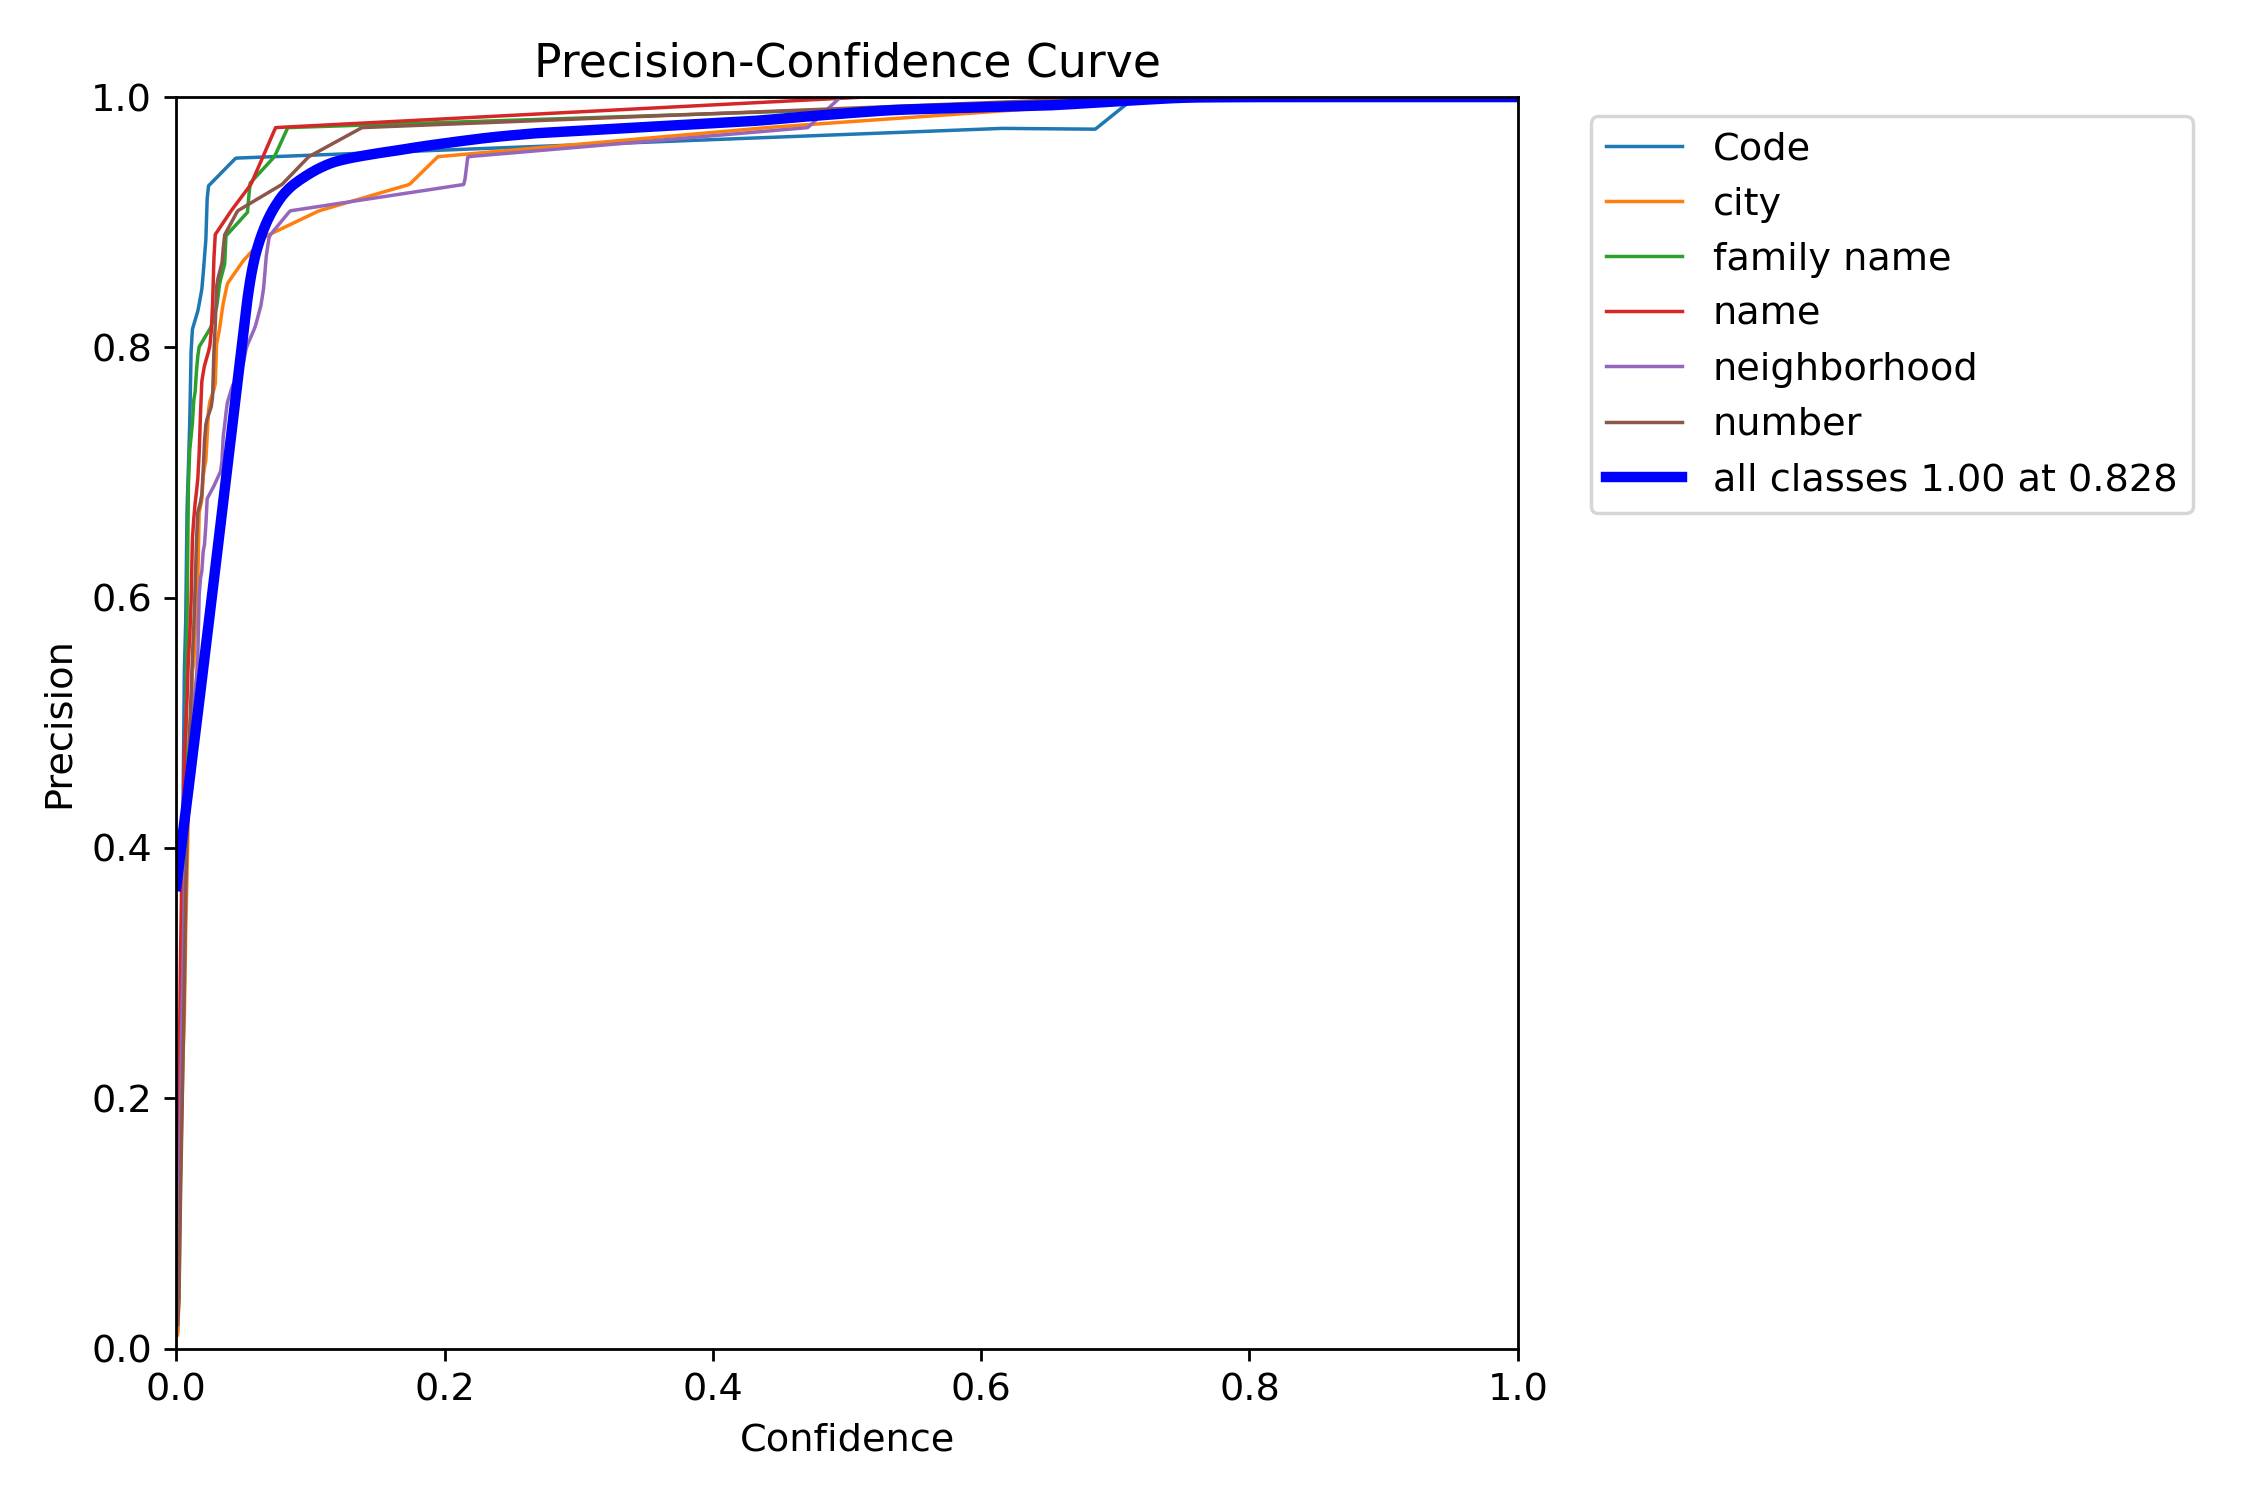 Precision-Confidence Curve
1.0
0.8
0.6
0.4
0.2
0.0
Precision
0.0 0.2 0.4 0.6 0.8 1.0
Confidence
Code
city
family name
name
neighborhood
number
all classes 1.00 at 0.828